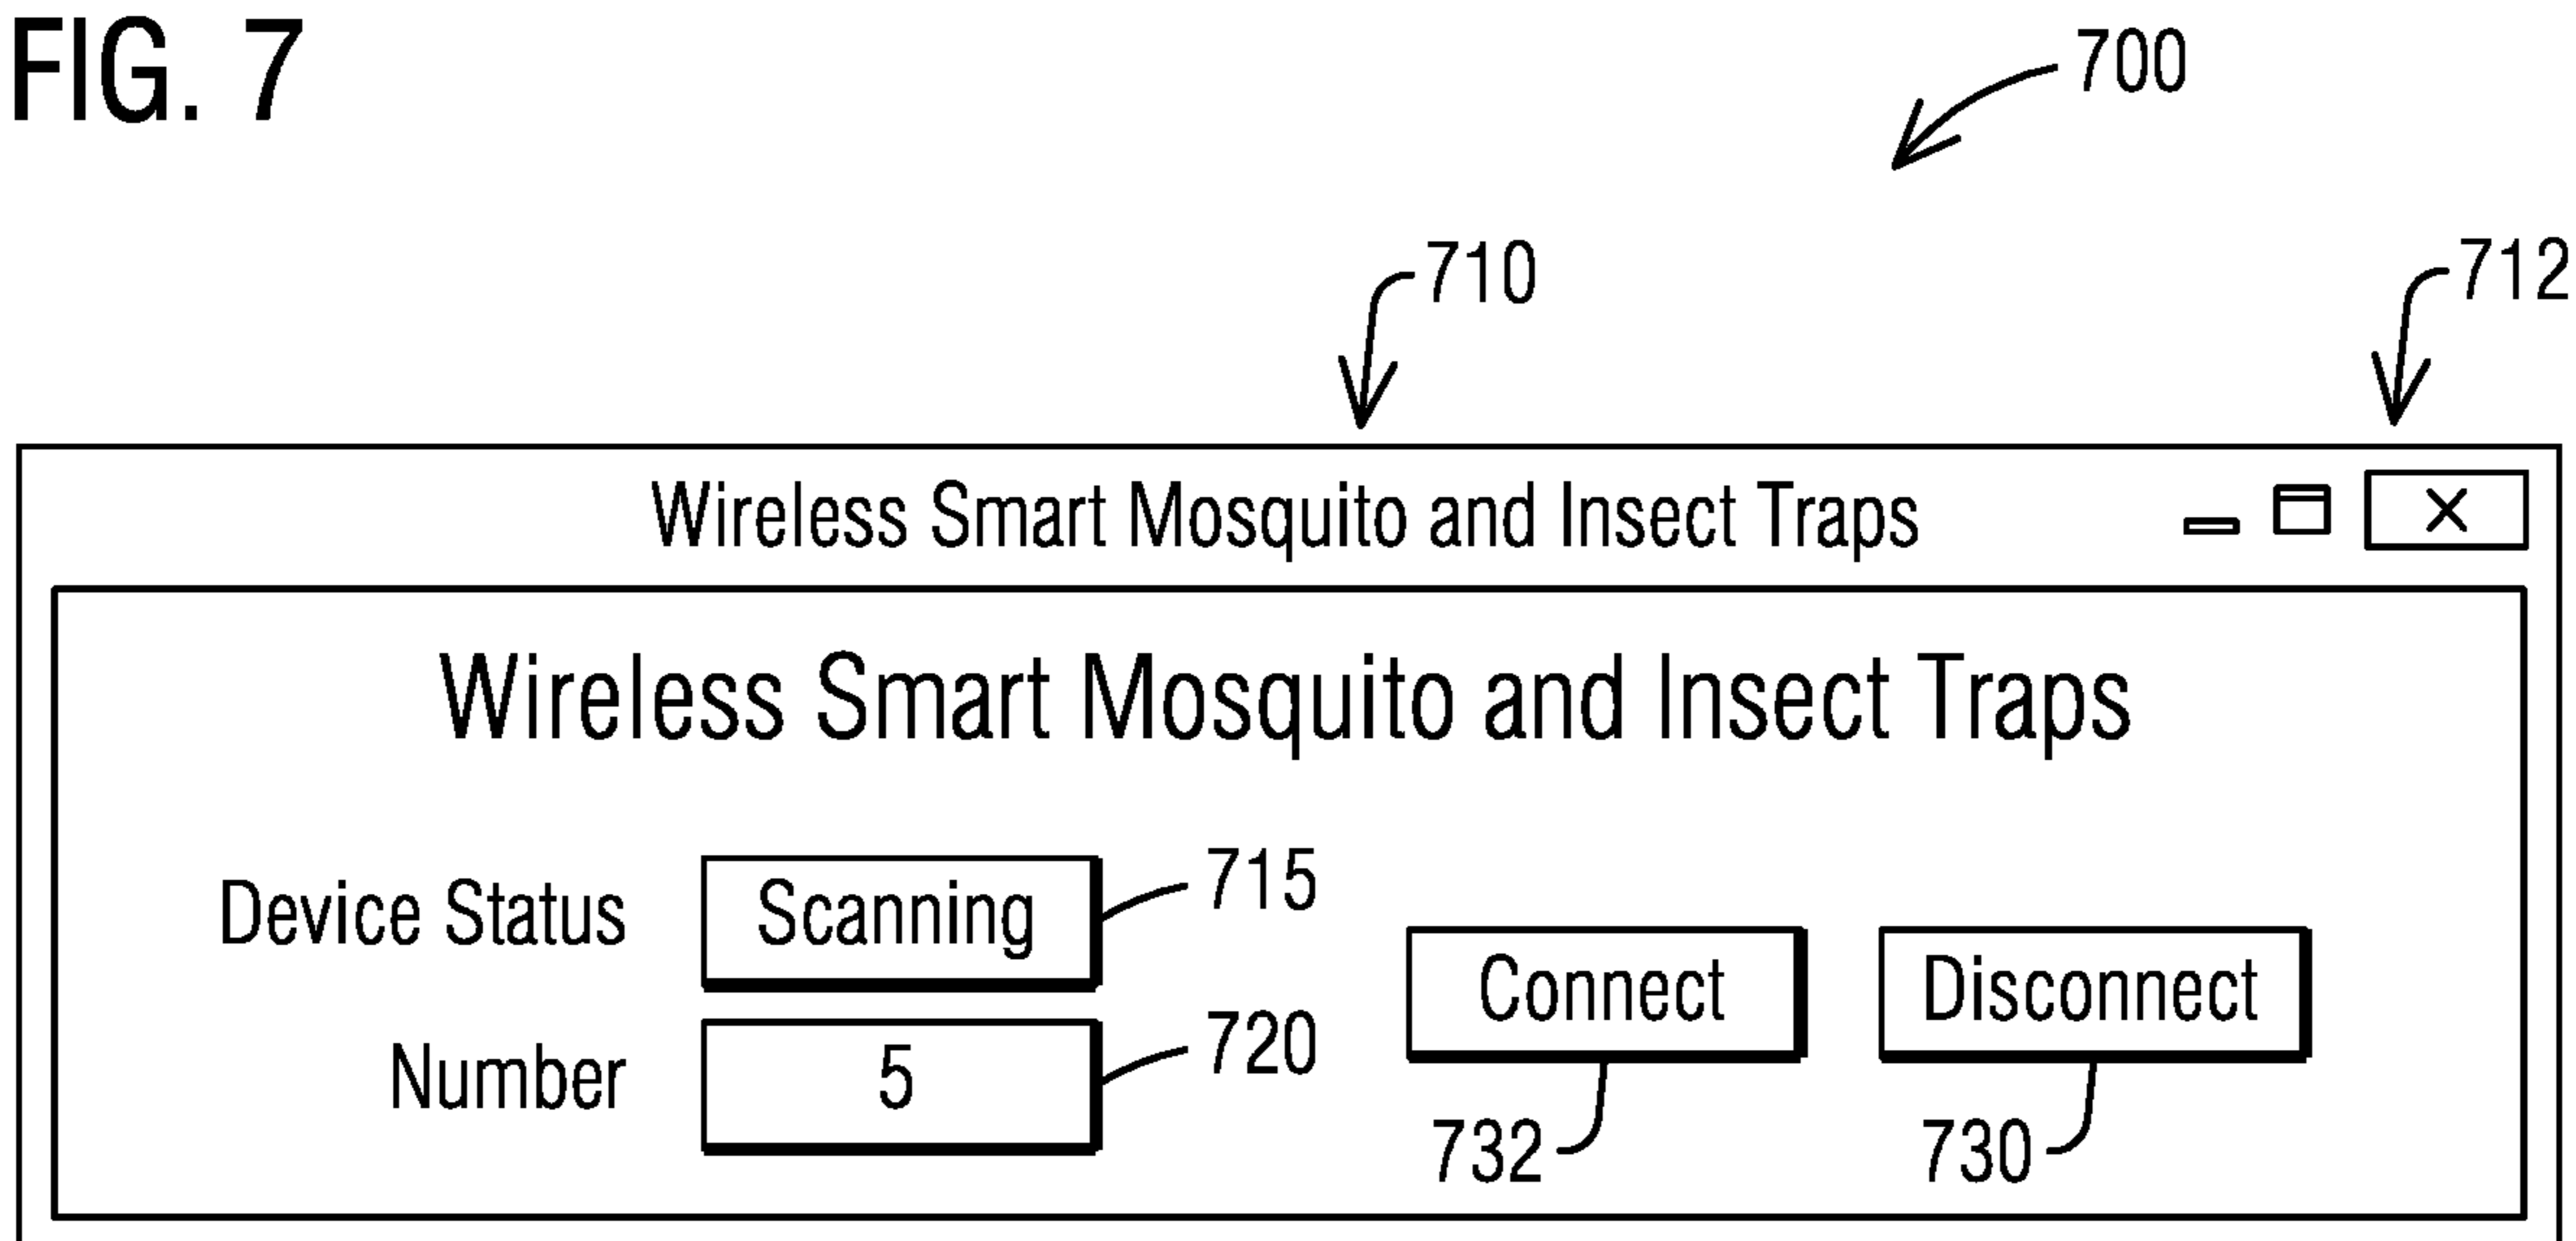 FIG. 7
700
710
712
Wireless Smart Mosquito and Insect Traps
Wireless Smart Mosquito and Insect Traps
Device Status Scanning 715
Connect Disconnect
Number 5 720
732 730